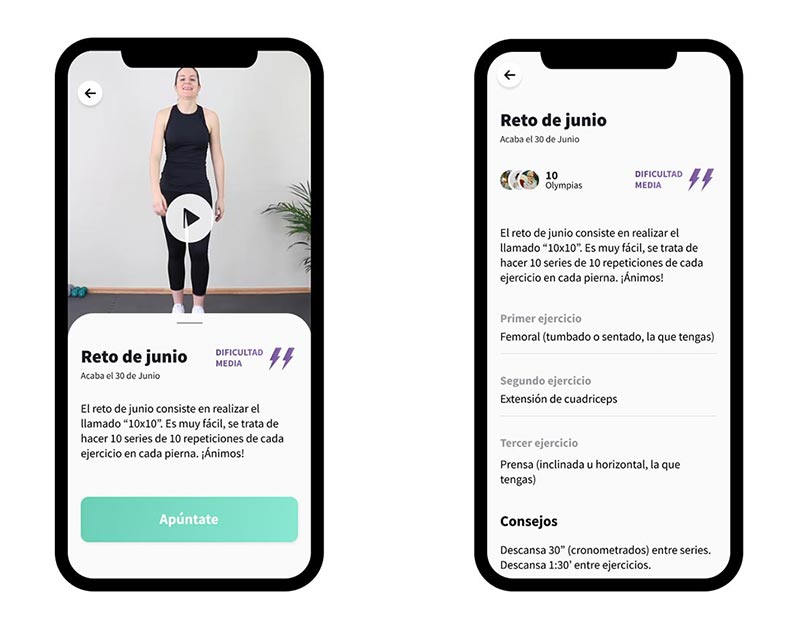 Reto de junio
Acaba el 30 de Junio
DIFICULTAD
MEDIA
El reto de junio consiste en realizar el
llamado “10x10”. Es muy fácil, se trata de
hacer 10 series de 10 repeticiones de cada
ejercicio en cada pierna. ¡Ánimos!
Apúntate
Reto de junio
Acaba el 30 de Junio
10
Olympias
DIFICULTAD
MEDIA
El reto de junio consiste en realizar el
llamado “10x10”. Es muy fácil, se trata de
hacer 10 series de 10 repeticiones de cada
ejercicio en cada pierna. ¡Ánimos!
Primer ejercicio
Femoral (tumbado o sentado, la que tengas)
Segundo ejercicio
Extensión de cuadriceps
Tercer ejercicio
Prensa (inclinada u horizontal, la que
tengas)
Consejos
Descansa 30” (cronometrados) entre series.
Descansa 1:30’ entre ejercicios.